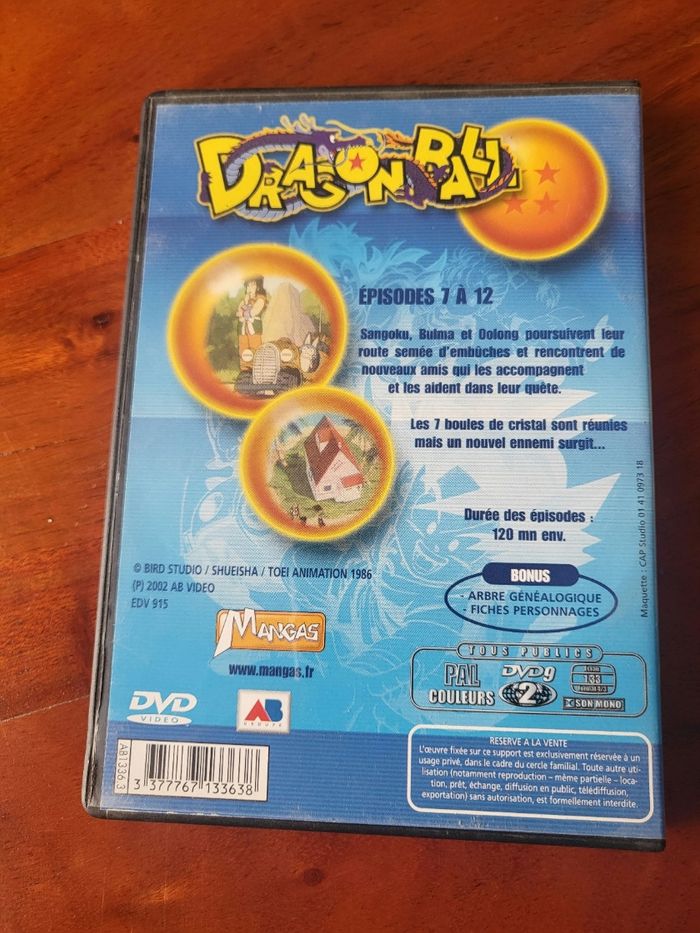 DRAGON BALL
ÉPISODES 7 À 12
Sangoku, Bulma et Oolong poursuivent leur
route semée d'embûches et rencontrent de
nouveaux amis qui les accompagnent
et les aident dans leur quête.
Les 7 boules de cristal sont réunies
mais un nouvel ennemi surgit...
Durée des épisodes :
120 mn env.
© BIRD STUDIO / SHUEISHA / TOEI ANIMATION 1986
(P) 2002 AB VIDEO
EDV 915
BONUS
- ARBRE GÉNÉALOGIQUE
- FICHES PERSONNAGES
Maquette : CAP Studio 01 41 0973 18
MANGAS
www.mangas.fr
TOUS PUBLICS
PAL
COULEURS
DVD 9
2
1.33
SON MONO
DVD
VIDEO
AB
GROUPE
AB1336.3
3 377767 133638
RESERVE A LA VENTE
L'œuvre fixée sur ce support est exclusivement réservée à un
usage privé, dans le cadre du cercle familial. Toute autre uti-
lisation (notamment reproduction – même partielle – loca-
tion, prêt, échange, diffusion en public, télédiffusion,
exportation) sans autorisation, est formellement interdite.